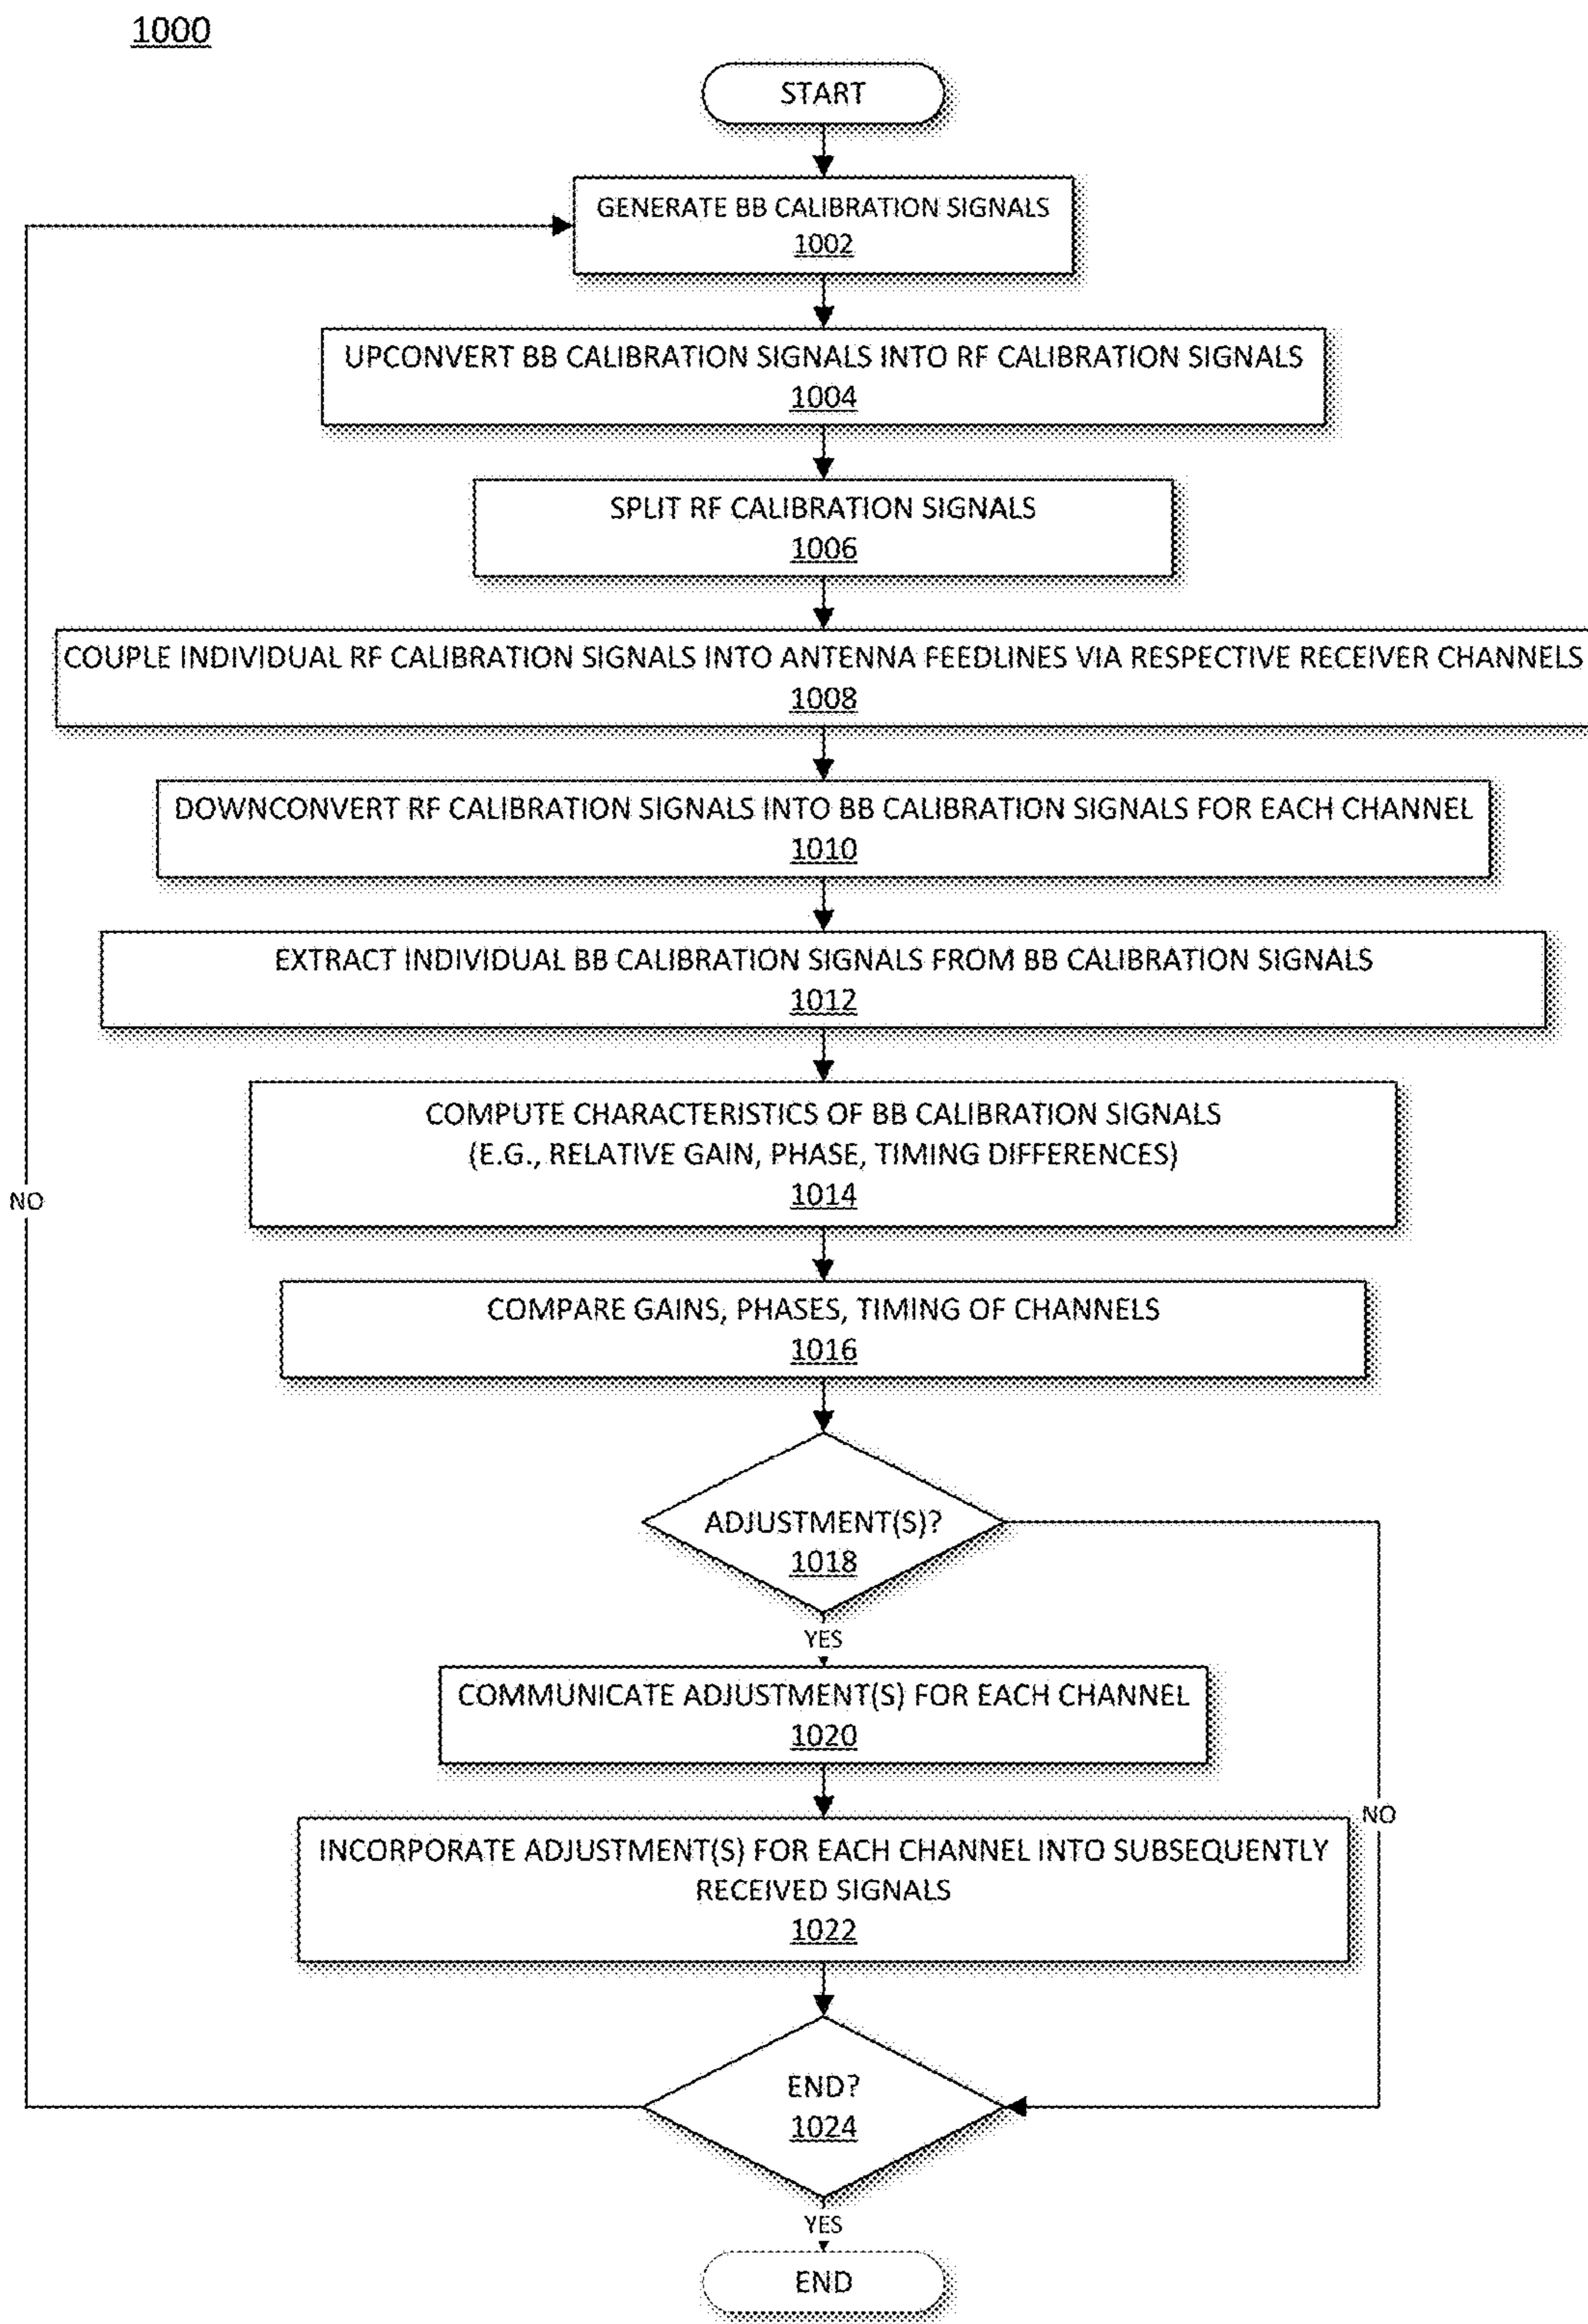 1000
START
GENERATE BB CALIBRATION SIGNALS
1002
UPCONVERT BB CALIBRATION SIGNALS INTO RF CALIBRATION SIGNALS
1004
SPLIT RF CALIBRATION SIGNALS
1006
COUPLE INDIVIDUAL RF CALIBRATION SIGNALS INTO ANTENNA FEEDLINES VIA RESPECTIVE RECEIVER CHANNELS
1008
DOWNCONVERT RF CALIBRATION SIGNALS INTO BB CALIBRATION SIGNALS FOR EACH CHANNEL
1010
EXTRACT INDIVIDUAL BB CALIBRATION SIGNALS FROM BB CALIBRATION SIGNALS
1012
COMPUTE CHARACTERISTICS OF BB CALIBRATION SIGNALS
(E.G., RELATIVE GAIN, PHASE, TIMING DIFFERENCES)
1014
NO
COMPARE GAINS, PHASES, TIMING OF CHANNELS
1016
ADJUSTMENT(S)?
1018
YES
COMMUNICATE ADJUSTMENT(S) FOR EACH CHANNEL
1020
NO
INCORPORATE ADJUSTMENT(S) FOR EACH CHANNEL INTO SUBSEQUENTLY
RECEIVED SIGNALS
1022
END?
1024
YES
END